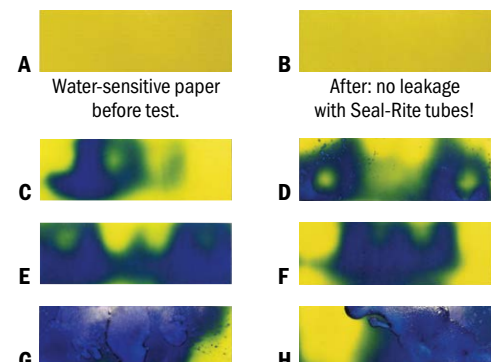 A
B
Water-sensitive paper
before test.
After: no leakage
with Seal-Rite tubes!
C
D
E
F
G
H